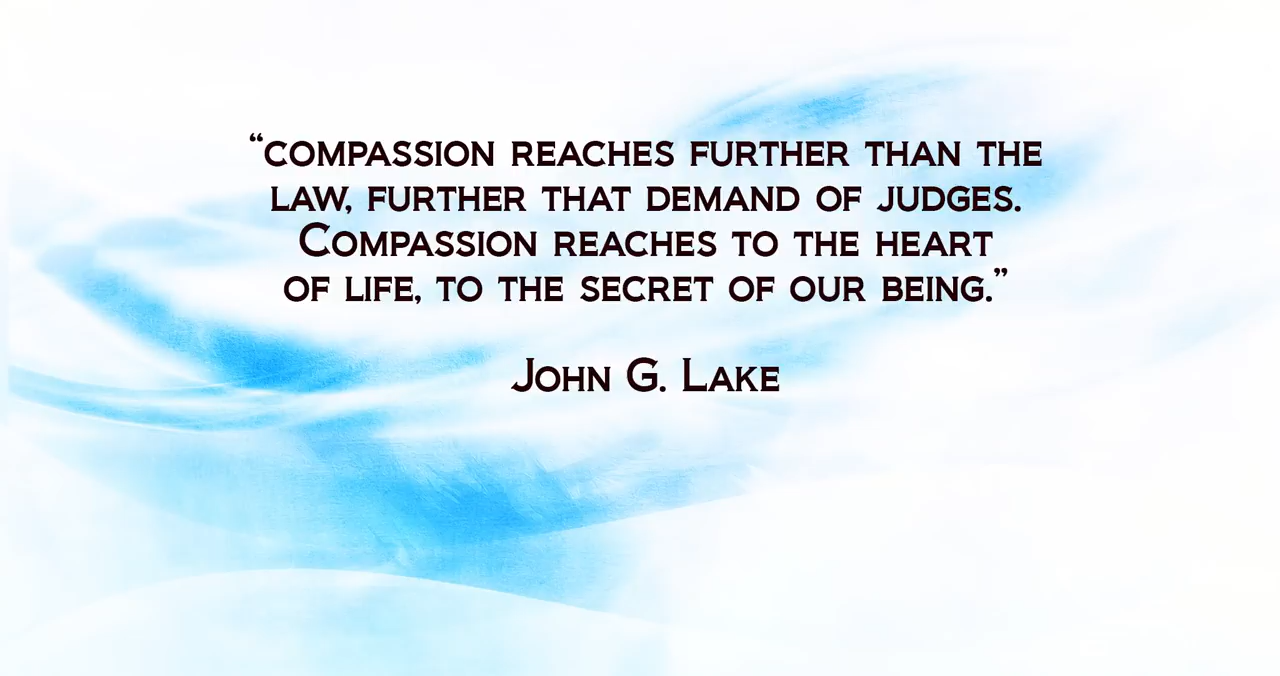 “compassion reaches further than the
law, further that demand of judges.
Compassion reaches to the heart
of life, to the secret of our being.”
John G. Lake